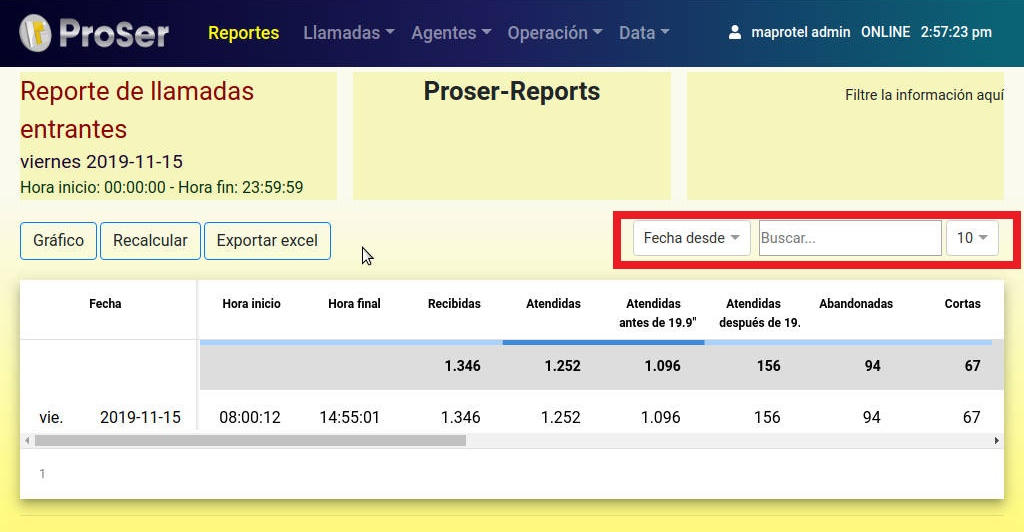 ProSer Reportes Llamadas Agentes Operación Data maprotel admin ONLINE 2:57:23 pm
Reporte de llamadas
entrantes
viernes 2019-11-15
Hora inicio: 00:00:00 - Hora fin: 23:59:59
Proser-Reports
Filtre la información aquí
Gráfico Recalcular Exportar excel Fecha desde Buscar... 10
Fecha Hora inicio Hora final Recibidas Atendidas Atendidas Atendidas Abandonadas Cortas
antes de 19.9" después de 19.
1.346 1.252 1.096 156 94 67
vie. 2019-11-15 08:00:12 14:55:01 1.346 1.252 1.096 156 94 67
1